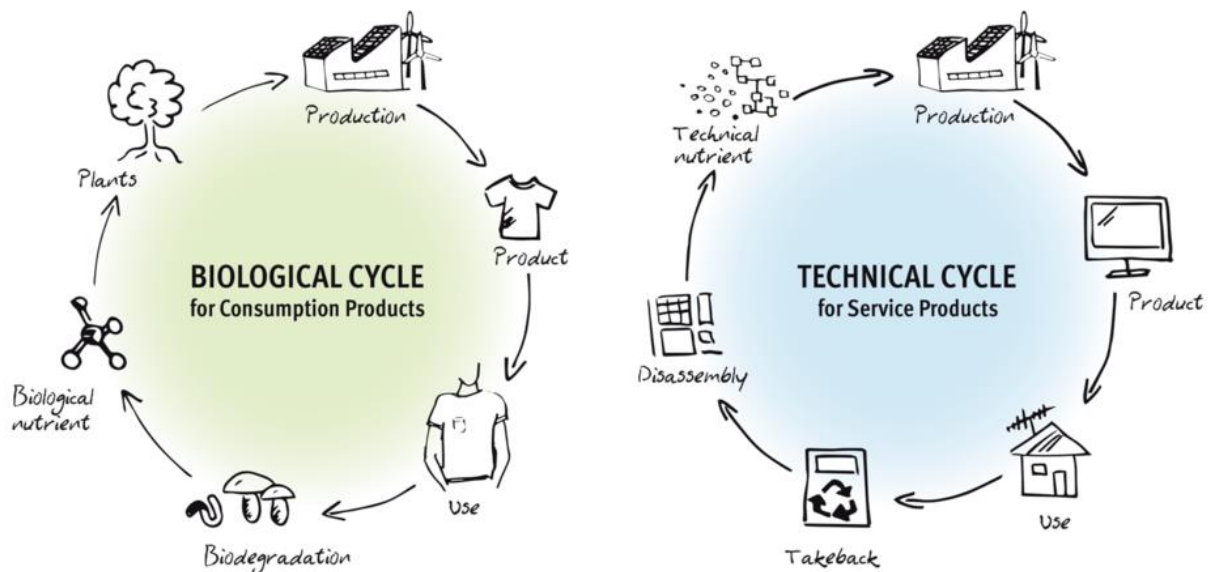 Production
Product
Use
Biodegradation
Biological
nutrient
Plants
BIOLOGICAL CYCLE
for Consumption Products
Production
Product
Use
Takeback
Disassembly
Technical
nutrient
TECHNICAL CYCLE
for Service Products